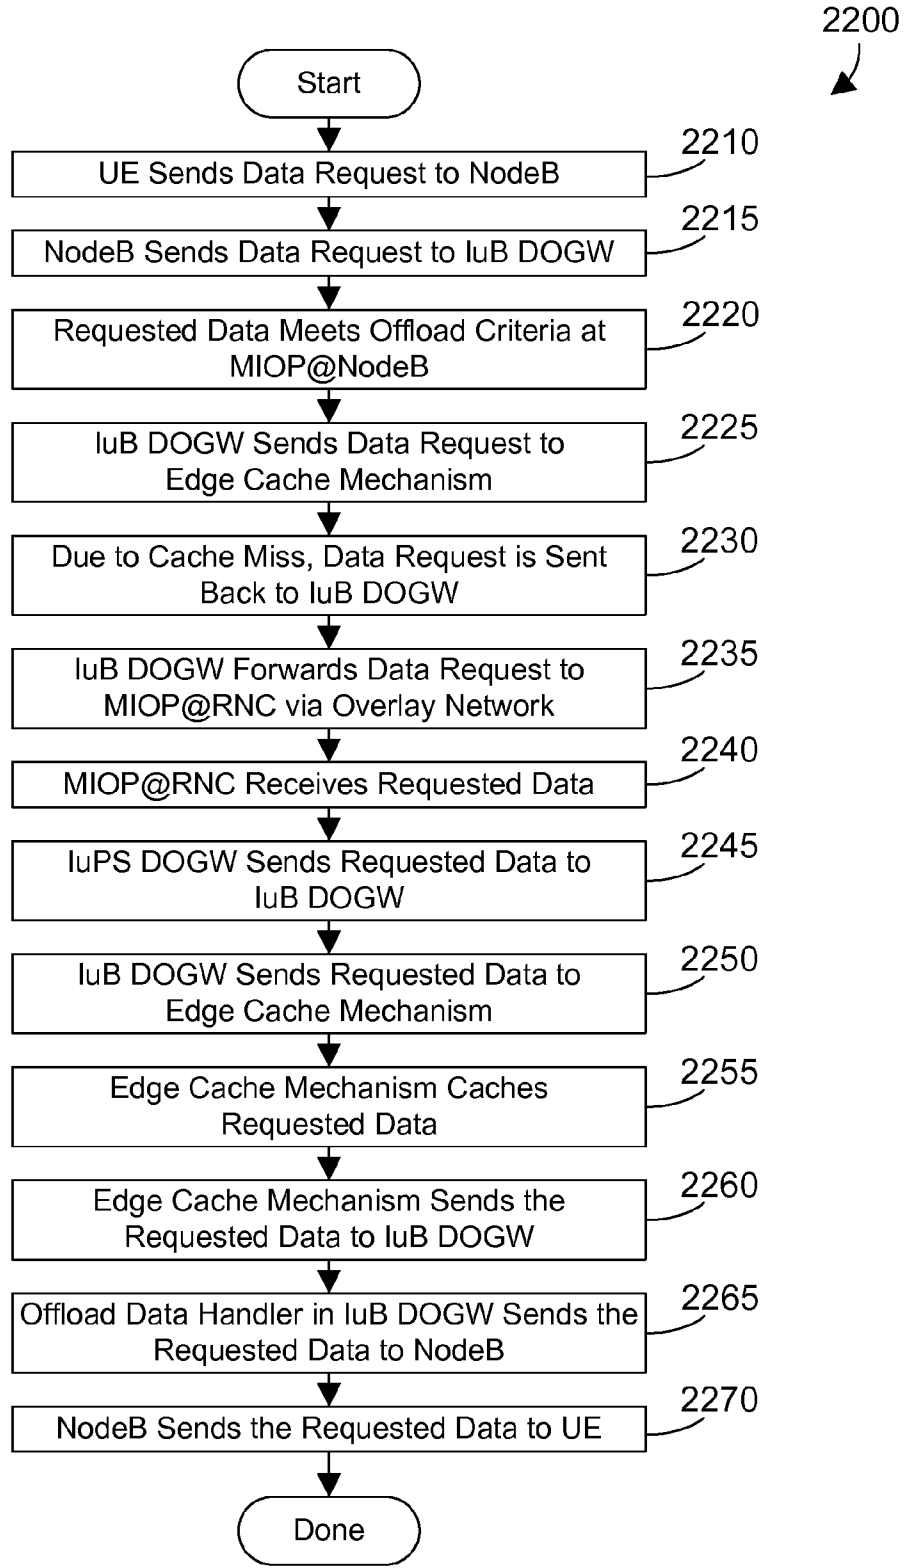 2200
Start
2210
UE Sends Data Request to NodeB
2215
NodeB Sends Data Request to IuB DOGW
2220
Requested Data Meets Offload Criteria at
MIOP@NodeB
2225
IuB DOGW Sends Data Request to
Edge Cache Mechanism
2230
Due to Cache Miss, Data Request is Sent
Back to IuB DOGW
2235
IuB DOGW Forwards Data Request to
MIOP@RNC via Overlay Network
2240
MIOP@RNC Receives Requested Data
2245
IuPS DOGW Sends Requested Data to
IuB DOGW
2250
IuB DOGW Sends Requested Data to
Edge Cache Mechanism
2255
Edge Cache Mechanism Caches
Requested Data
2260
Edge Cache Mechanism Sends the
Requested Data to IuB DOGW
2265
Offload Data Handler in IuB DOGW Sends the
Requested Data to NodeB
2270
NodeB Sends the Requested Data to UE
Done